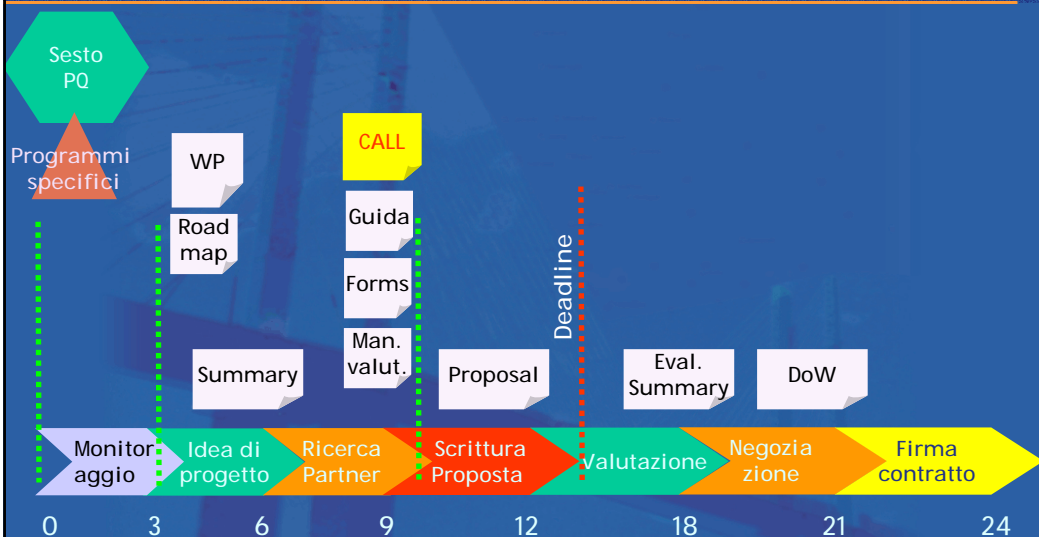 Sesto
PQ
Programmi
specifici
WP
Road
map
CALL
Guida
Forms
Man.
valut.
Summary
Proposal
Deadline
Eval.
Summary
DoW
Monitor
aggio
Idea di
progetto
Ricerca
Partner
Scrittura
Proposta
Valutazione
Negozia
zione
Firma
contratto
0 3 6 9 12 18 21 24